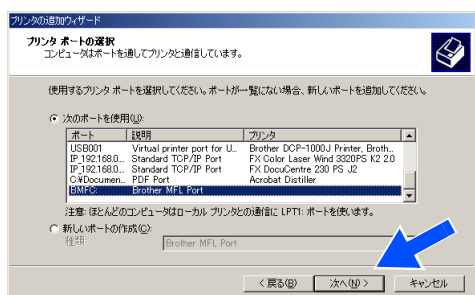 プリンタの追加ウィザード
プリンタ ポートの選択
コンピュータはポートを通してプリンタと通信しています。
使用するプリンタ ポートを選択してください。ポートが一覧にない場合、新しいポートを追加してください。
次のポートを使用(U):
ポート 説明 プリンタ
USB001 Virtual printer port for U... Brother DCP-1000J Printer, Broth...
IP_192.168.0... Standard TCP/IP Port FX Color Laser Wind 3320PS K2 2.0
IP_192.168.0... Standard TCP/IP Port FX DocuCentre 230 PS J2
C:¥Documen... PDF Port Acrobat Distiller
BMFC: Brother MFL Port
注意: ほとんどのコンピュータはローカル プリンタとの通信に LPT1: ポートを使います。
新しいポートの作成(C):
種類: Brother MFL Port
< 戻る(B) 次へ(N) > キャンセル